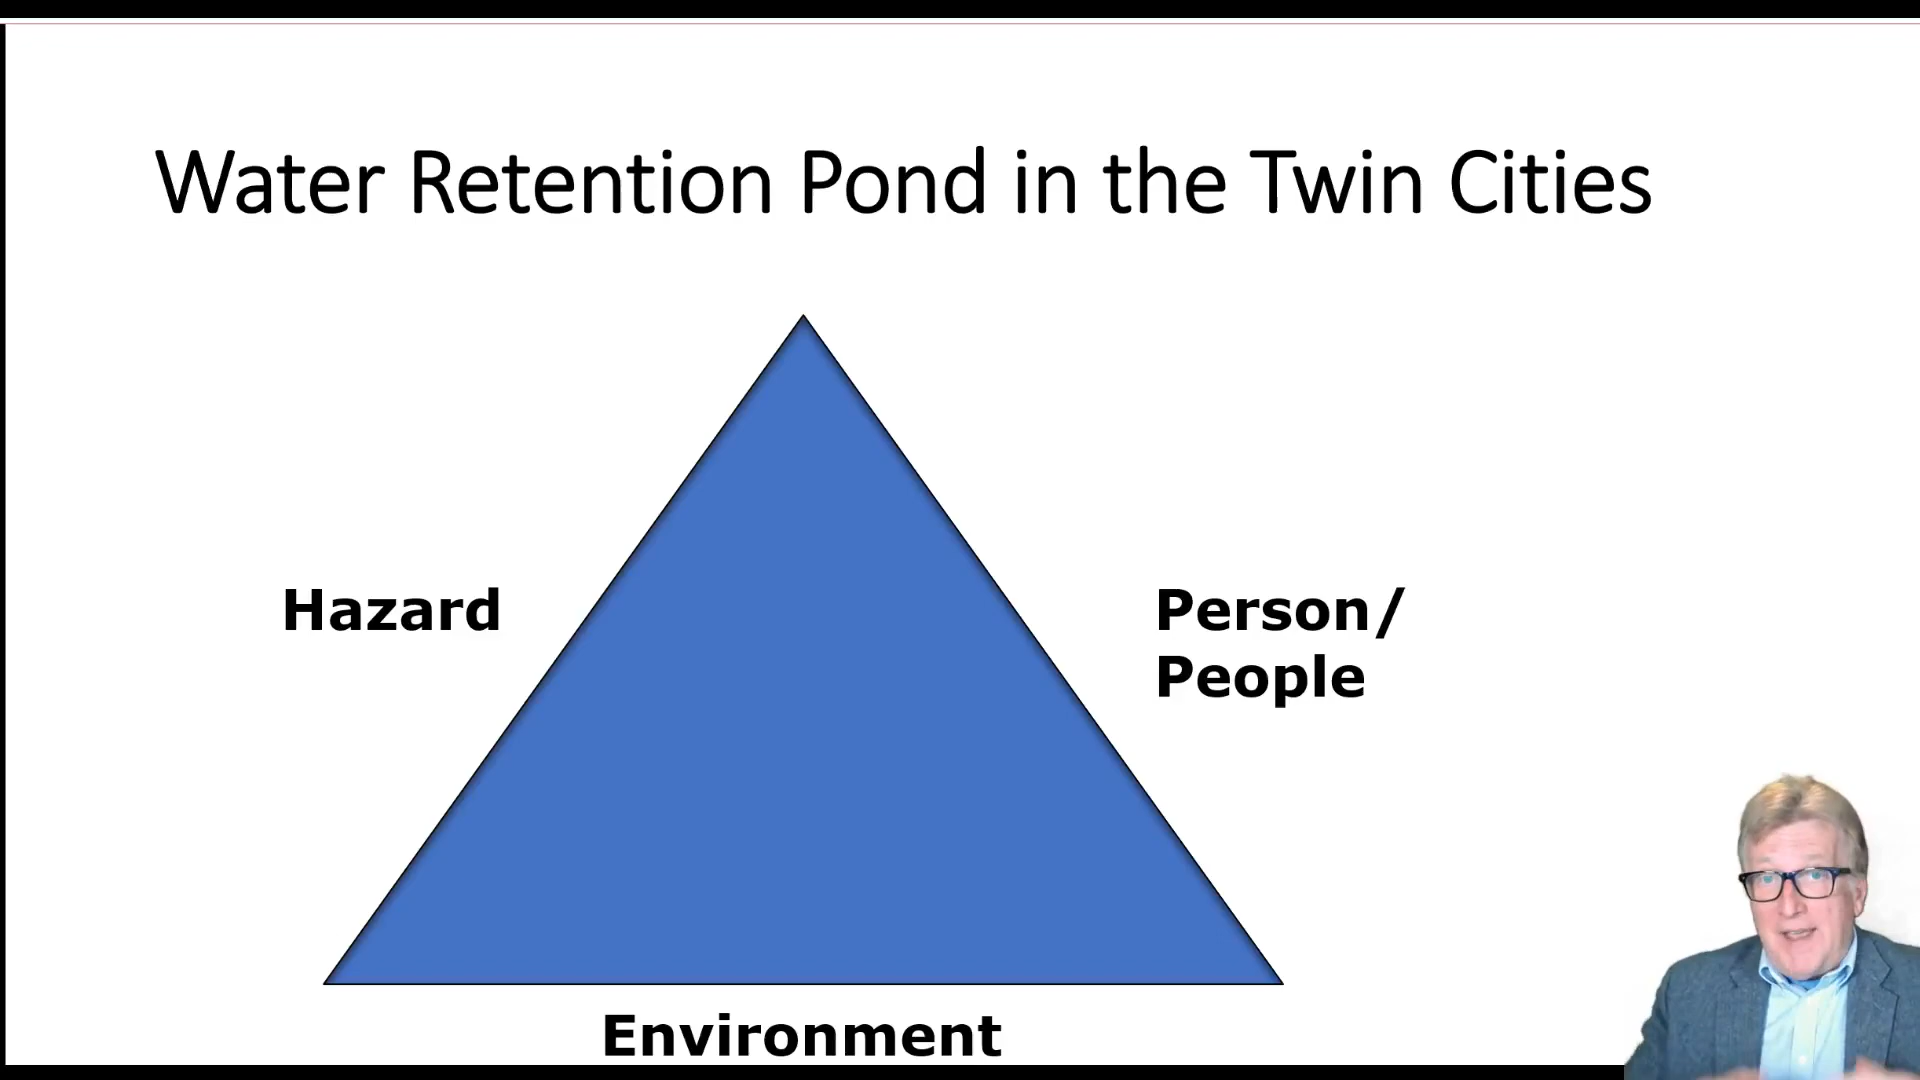 Water Retention Pond in the Twin Cities
Hazard
Person/
People
Environment